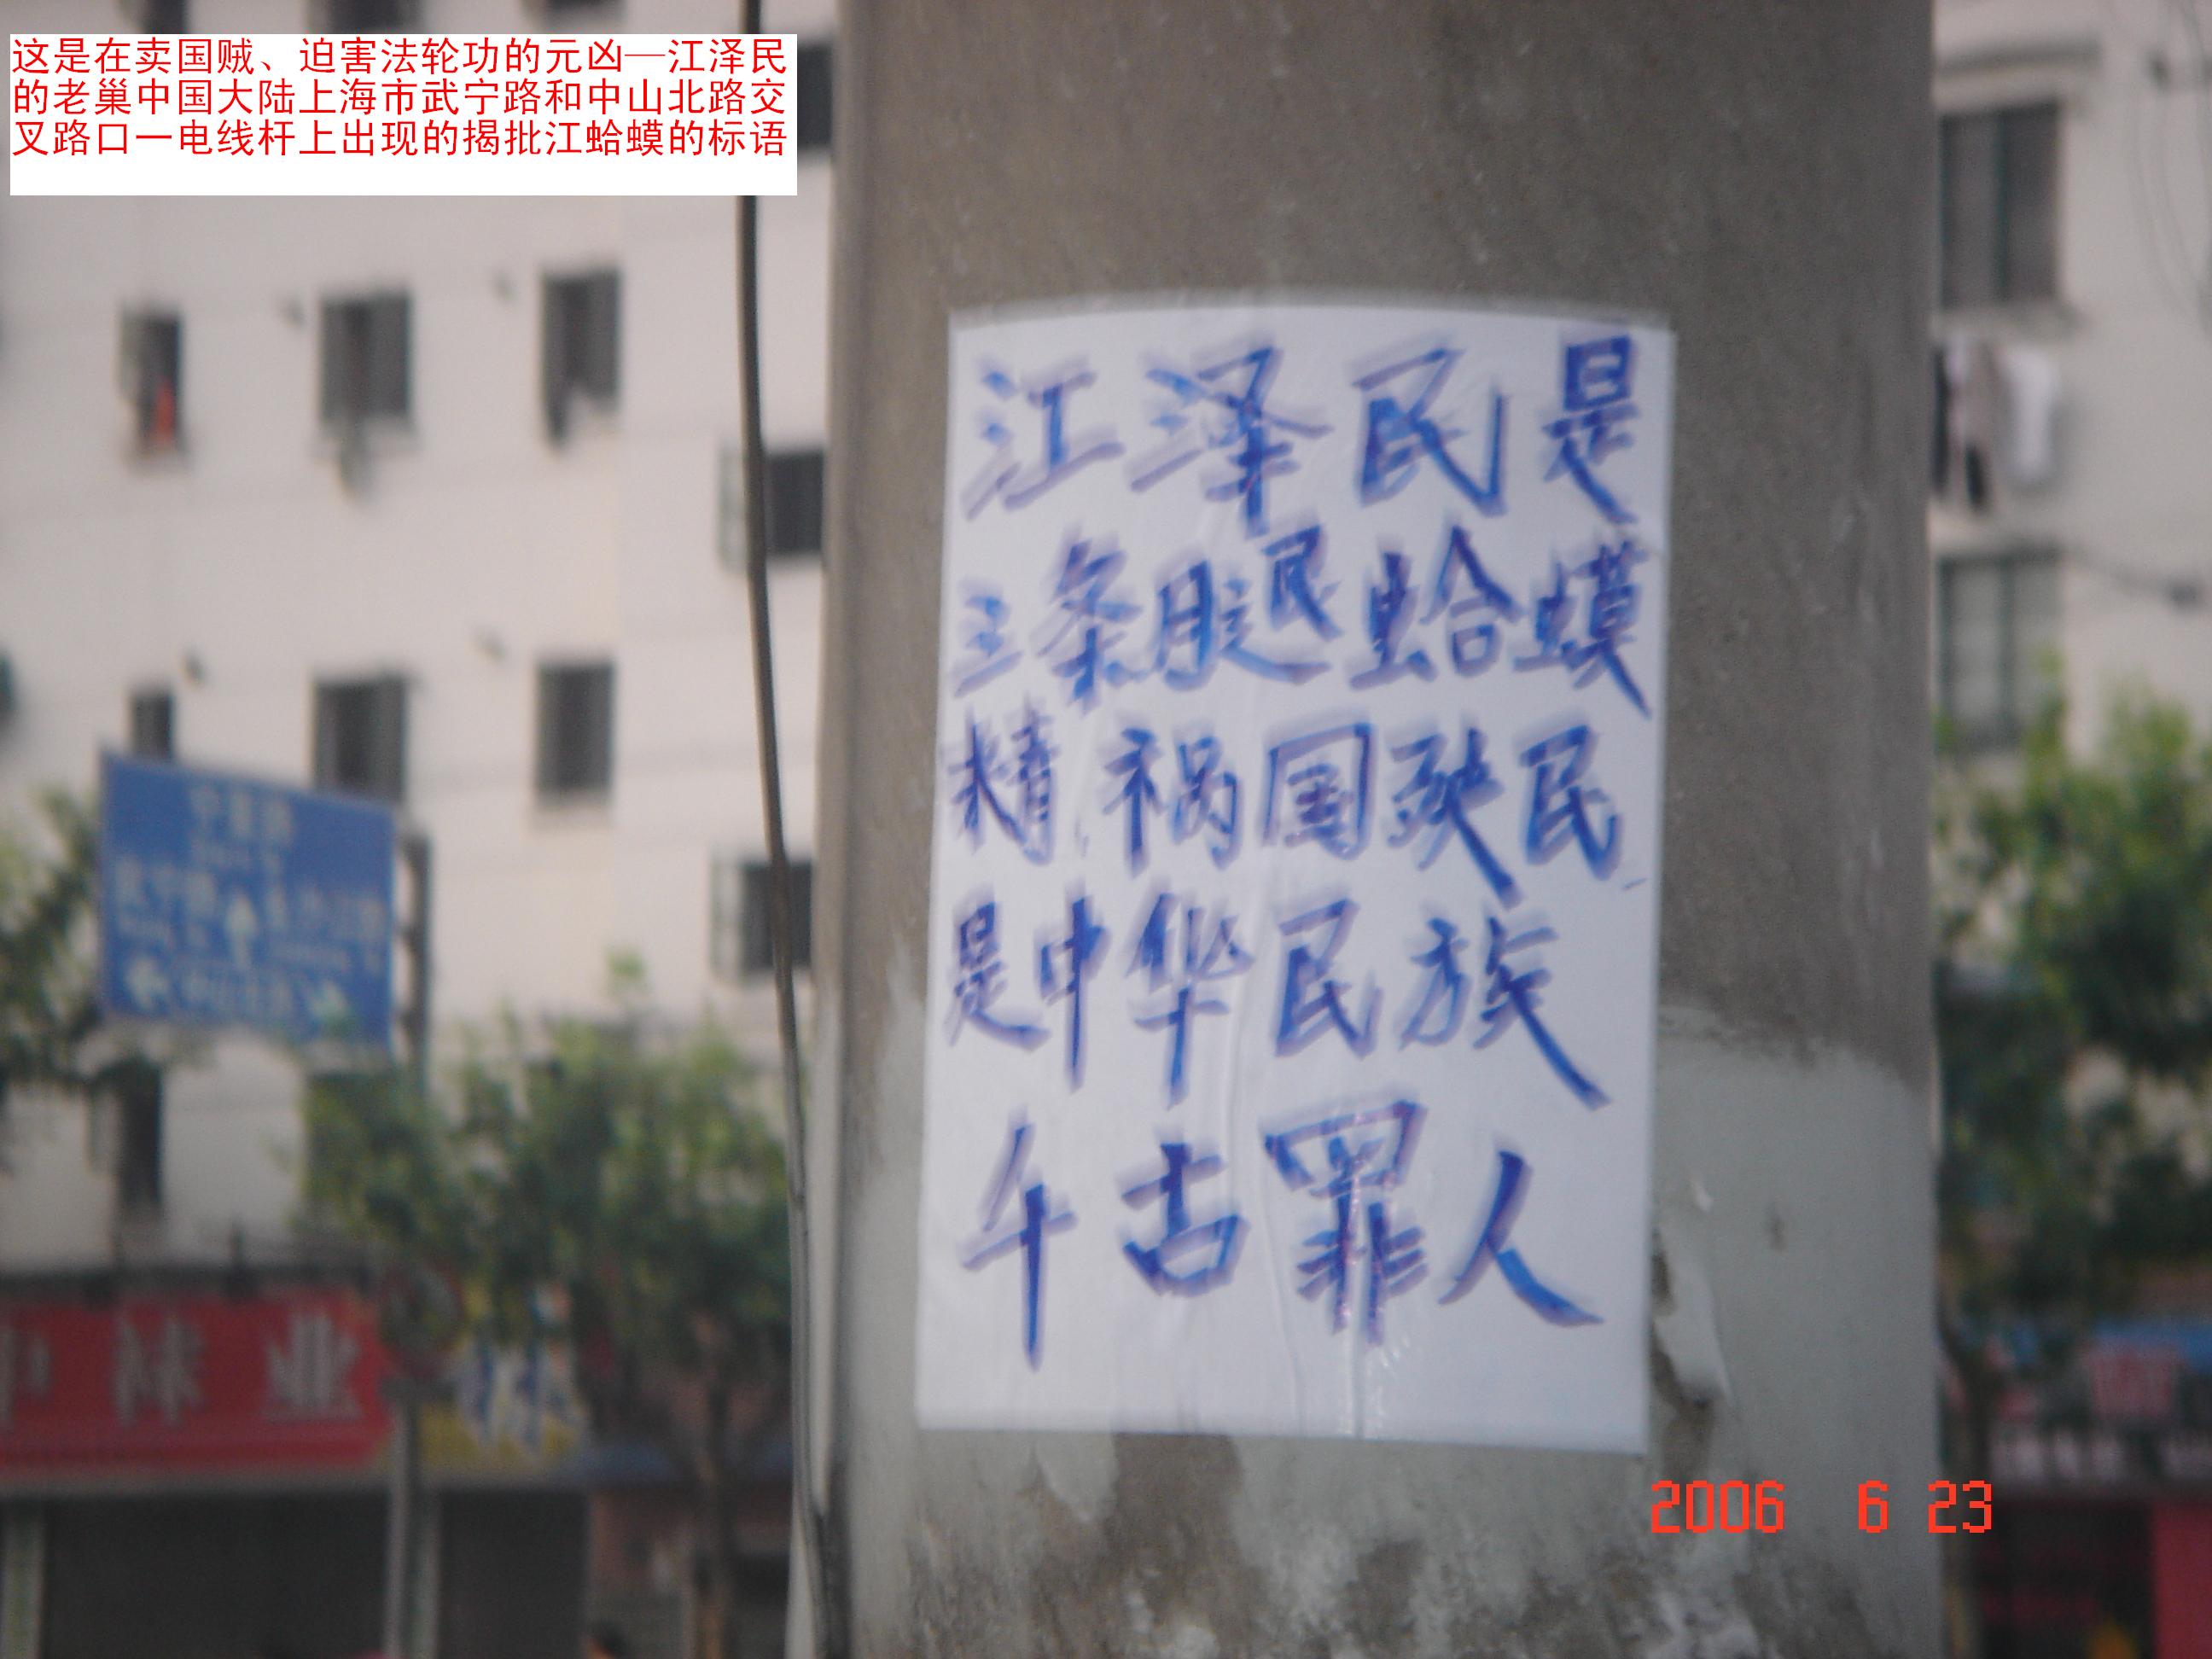 这是在卖国贼、迫害法轮功的元凶—江泽民
的老巢中国大陆上海市武宁路和中山北路交
叉路口一电线杆上出现的揭批江蛤蟆的标语
江泽民是
三条腿蛤蟆
精祸国殃民
是中华民族
千古罪人
2006 6 23
业